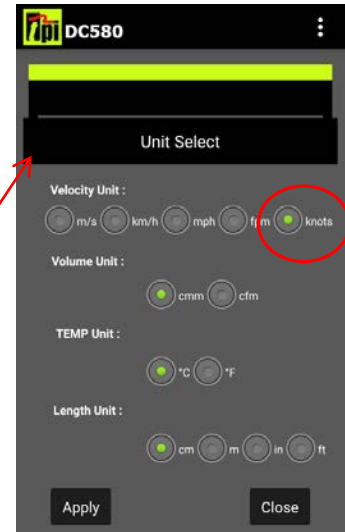 TPI DC580
Unit Select
Velocity Unit :
m/s km/h mph fpm knots
Volume Unit :
cmm cfm
TEMP Unit :
°C °F
Length Unit :
cm m in ft
Apply Close